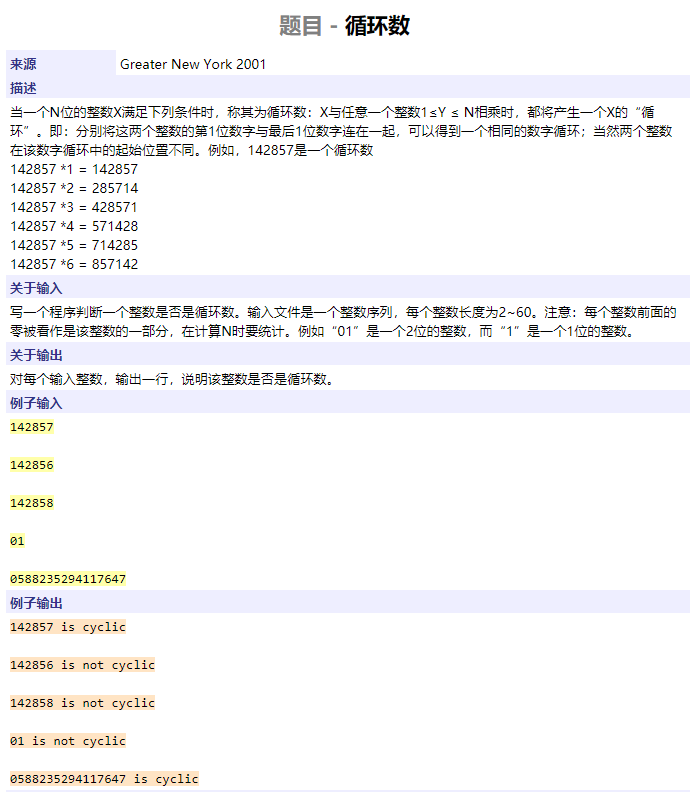 题目 - 循环数
来源 Greater New York 2001
描述
当一个N位的整数X满足下列条件时，称其为循环数：X与任意一个整数1≤Y ≤ N相乘时，都将产生一个X的“循
环”。即：分别将这两个整数的第1位数字与最后1位数字连在一起，可以得到一个相同的数字循环；当然两个整数
在该数字循环中的起始位置不同。例如，142857是一个循环数
142857 *1 = 142857
142857 *2 = 285714
142857 *3 = 428571
142857 *4 = 571428
142857 *5 = 714285
142857 *6 = 857142
关于输入
写一个程序判断一个整数是否是循环数。输入文件是一个整数序列，每个整数长度为2~60。注意：每个整数前面的
零被看作是该整数的一部分，在计算N时要统计。例如“01”是一个2位的整数，而“1”是一个1位的整数。
关于输出
对每个输入整数，输出一行，说明该整数是否是循环数。
例子输入
142857
142856
142858
01
0588235294117647
例子输出
142857 is cyclic
142856 is not cyclic
142858 is not cyclic
01 is not cyclic
0588235294117647 is cyclic